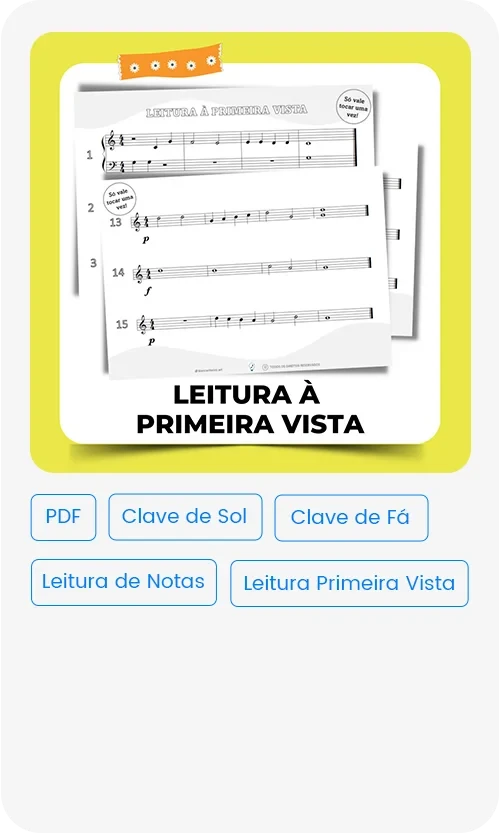 LEITURA À PRIMEIRA VISTA
Só vale
tocar uma
vez!
1
2
3
Só vale
tocar uma
vez!
13
p
14
f
15
p
LEITURA À
PRIMEIRA VISTA
PDF
Clave de Sol
Clave de Fá
Leitura de Notas
Leitura Primeira Vista